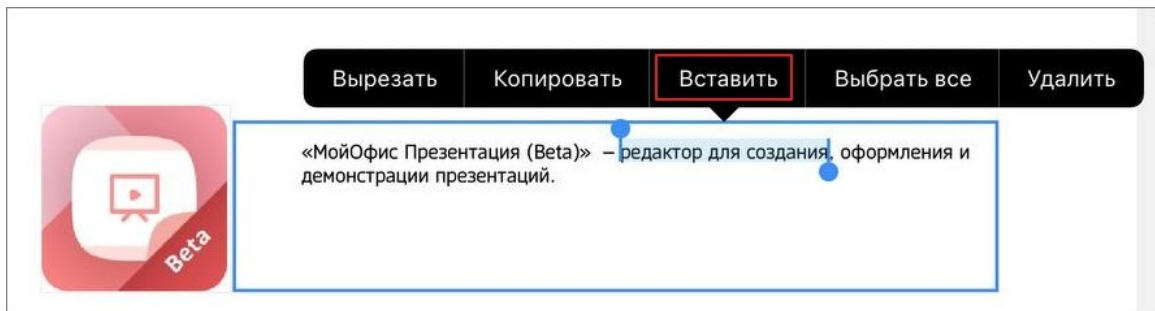 Вырезать Копировать Вставить Выбрать все Удалить
«МойОфис Презентация (Beta)» – редактор для создания, оформления и
демонстрации презентаций.
Beta